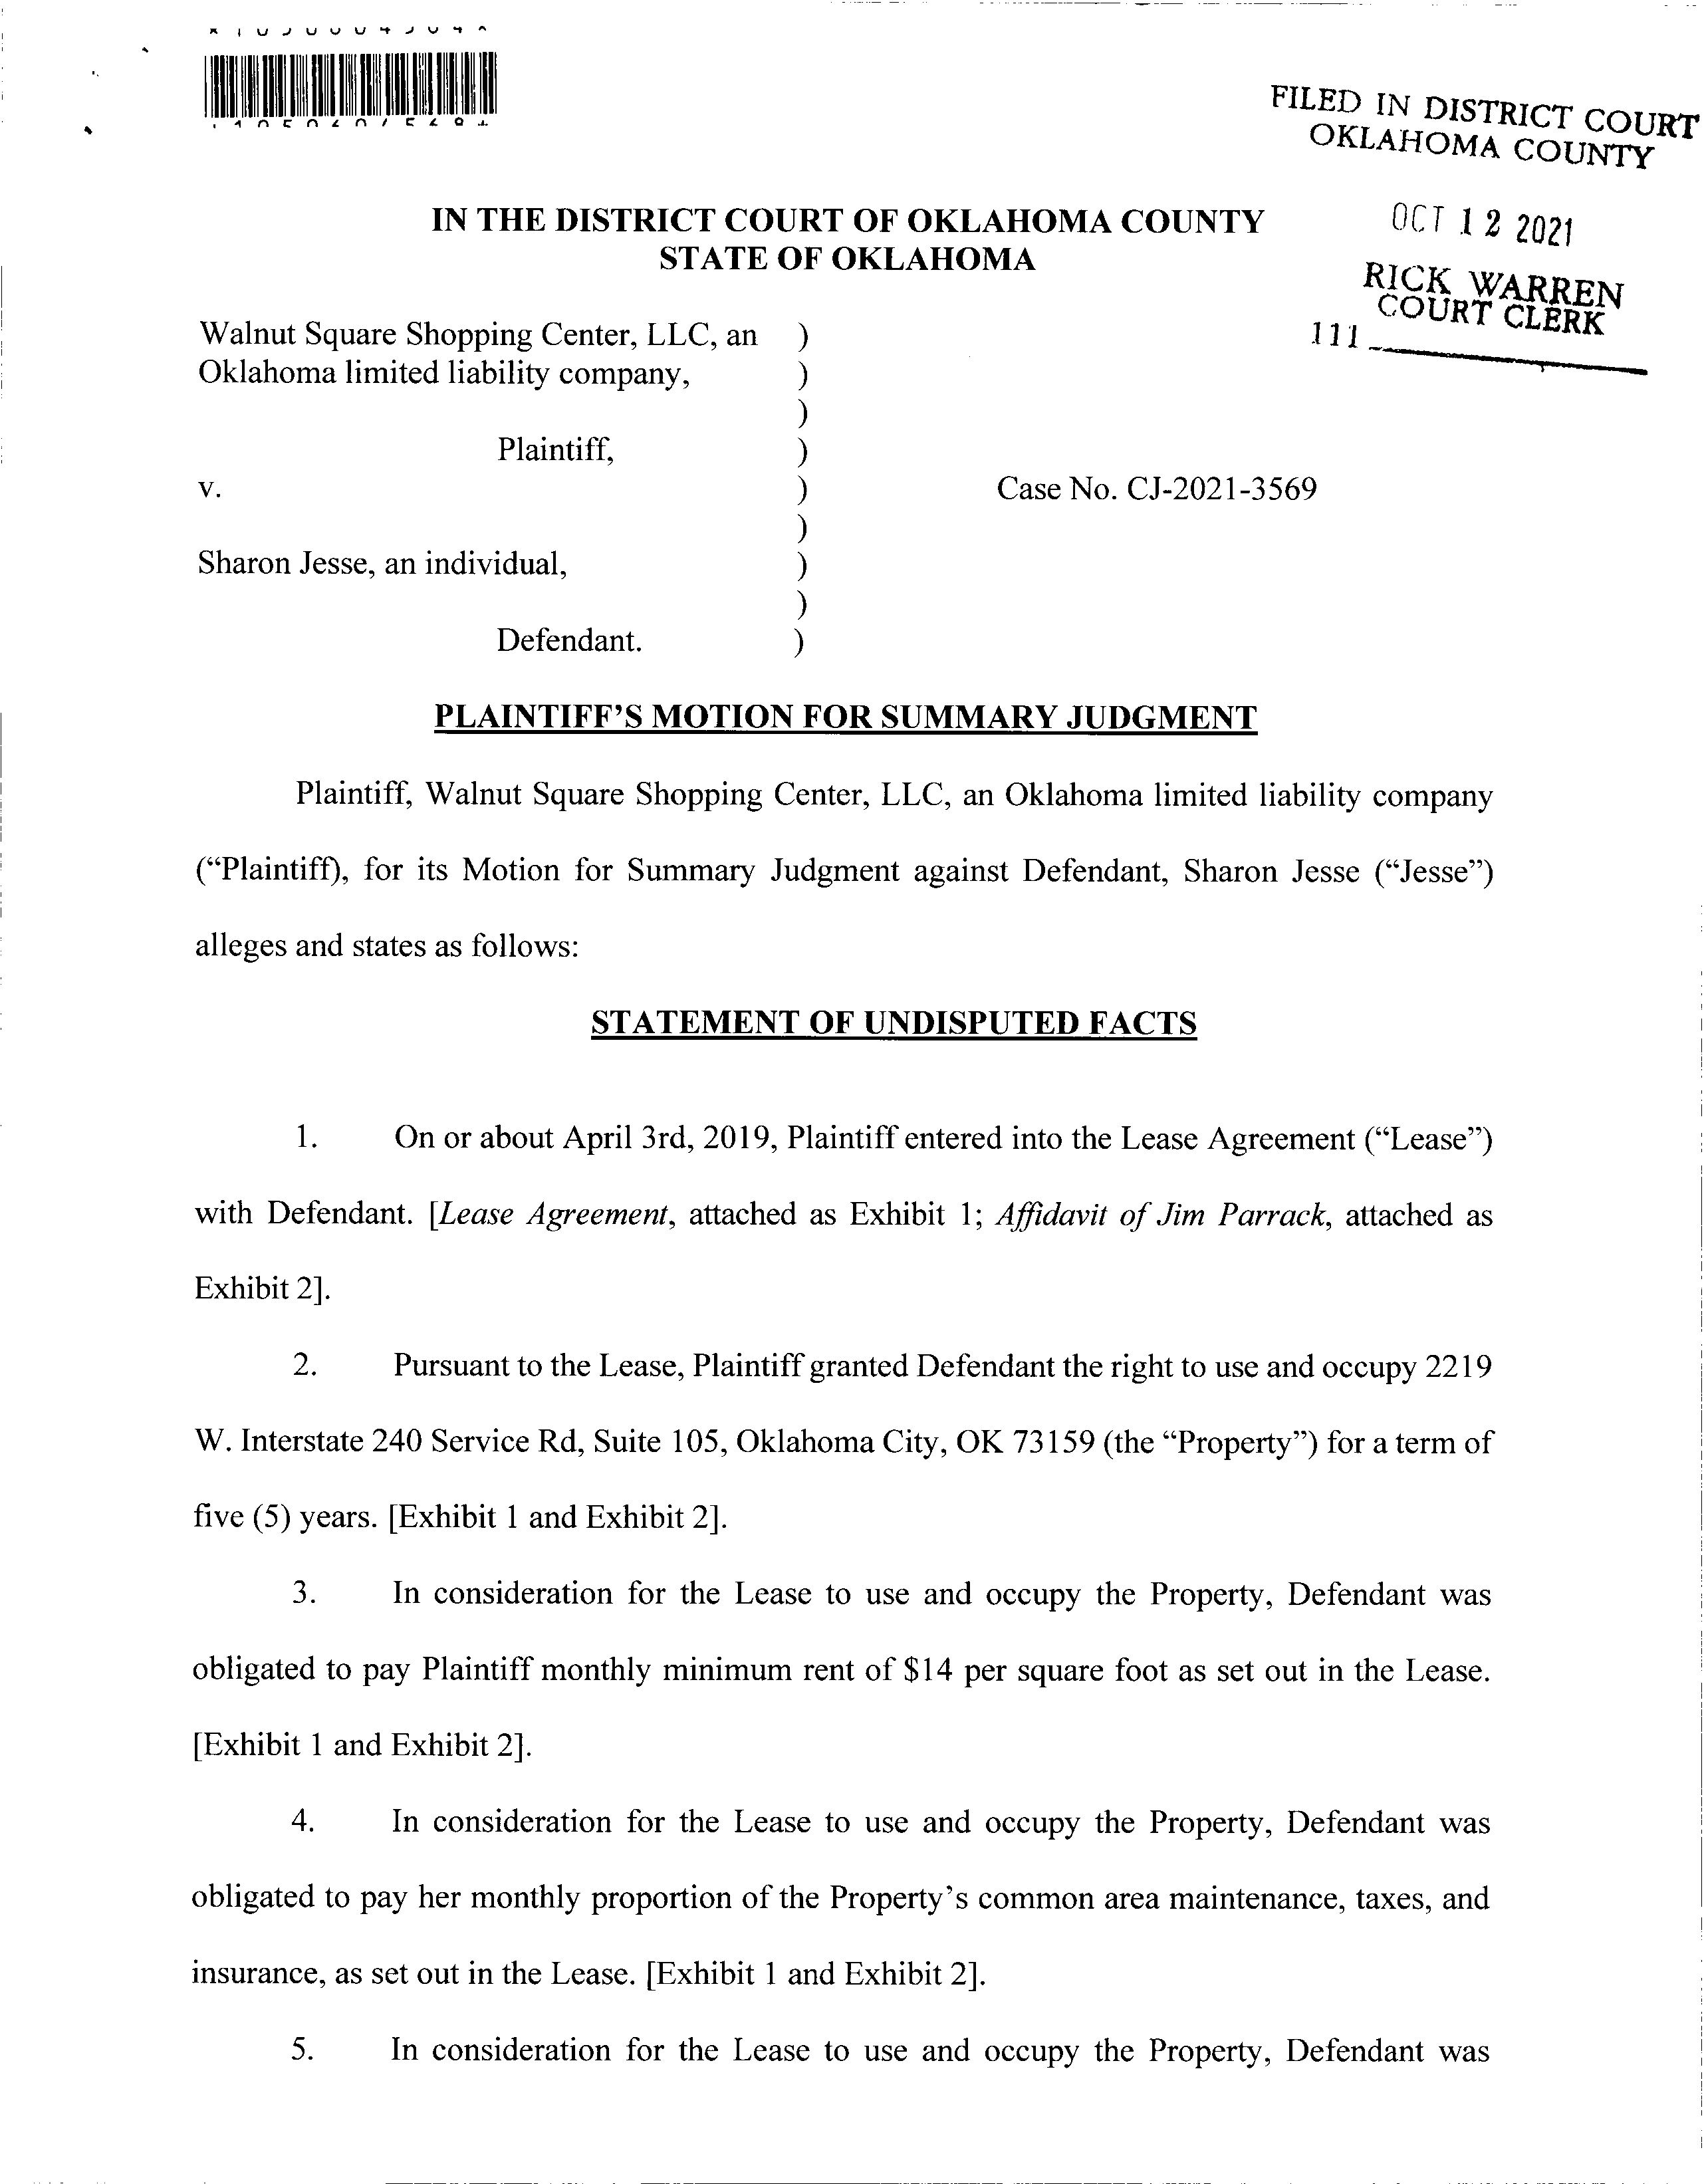 FILED IN DISTRICT COURT
OKLAHOMA COUNTY
OCT 12 2021
RICK WARREN
COURT CLERK
111
IN THE DISTRICT COURT OF OKLAHOMA COUNTY
STATE OF OKLAHOMA
Walnut Square Shopping Center, LLC, an )
Oklahoma limited liability company, )
)
Plaintiff, )
v. ) Case No. CJ-2021-3569
)
Sharon Jesse, an individual, )
)
Defendant. )
PLAINTIFF'S MOTION FOR SUMMARY JUDGMENT
Plaintiff, Walnut Square Shopping Center, LLC, an Oklahoma limited liability company
("Plaintiff), for its Motion for Summary Judgment against Defendant, Sharon Jesse ("Jesse")
alleges and states as follows:
STATEMENT OF UNDISPUTED FACTS
1. On or about April 3rd, 2019, Plaintiff entered into the Lease Agreement ("Lease")
with Defendant. [Lease Agreement, attached as Exhibit 1; Affidavit of Jim Parrack, attached as
Exhibit 2].
2. Pursuant to the Lease, Plaintiff granted Defendant the right to use and occupy 2219
W. Interstate 240 Service Rd, Suite 105, Oklahoma City, OK 73159 (the "Property") for a term of
five (5) years. [Exhibit 1 and Exhibit 2].
3. In consideration for the Lease to use and occupy the Property, Defendant was
obligated to pay Plaintiff monthly minimum rent of $14 per square foot as set out in the Lease.
[Exhibit 1 and Exhibit 2].
4. In consideration for the Lease to use and occupy the Property, Defendant was
obligated to pay her monthly proportion of the Property's common area maintenance, taxes, and
insurance, as set out in the Lease. [Exhibit 1 and Exhibit 2].
5. In consideration for the Lease to use and occupy the Property, Defendant was